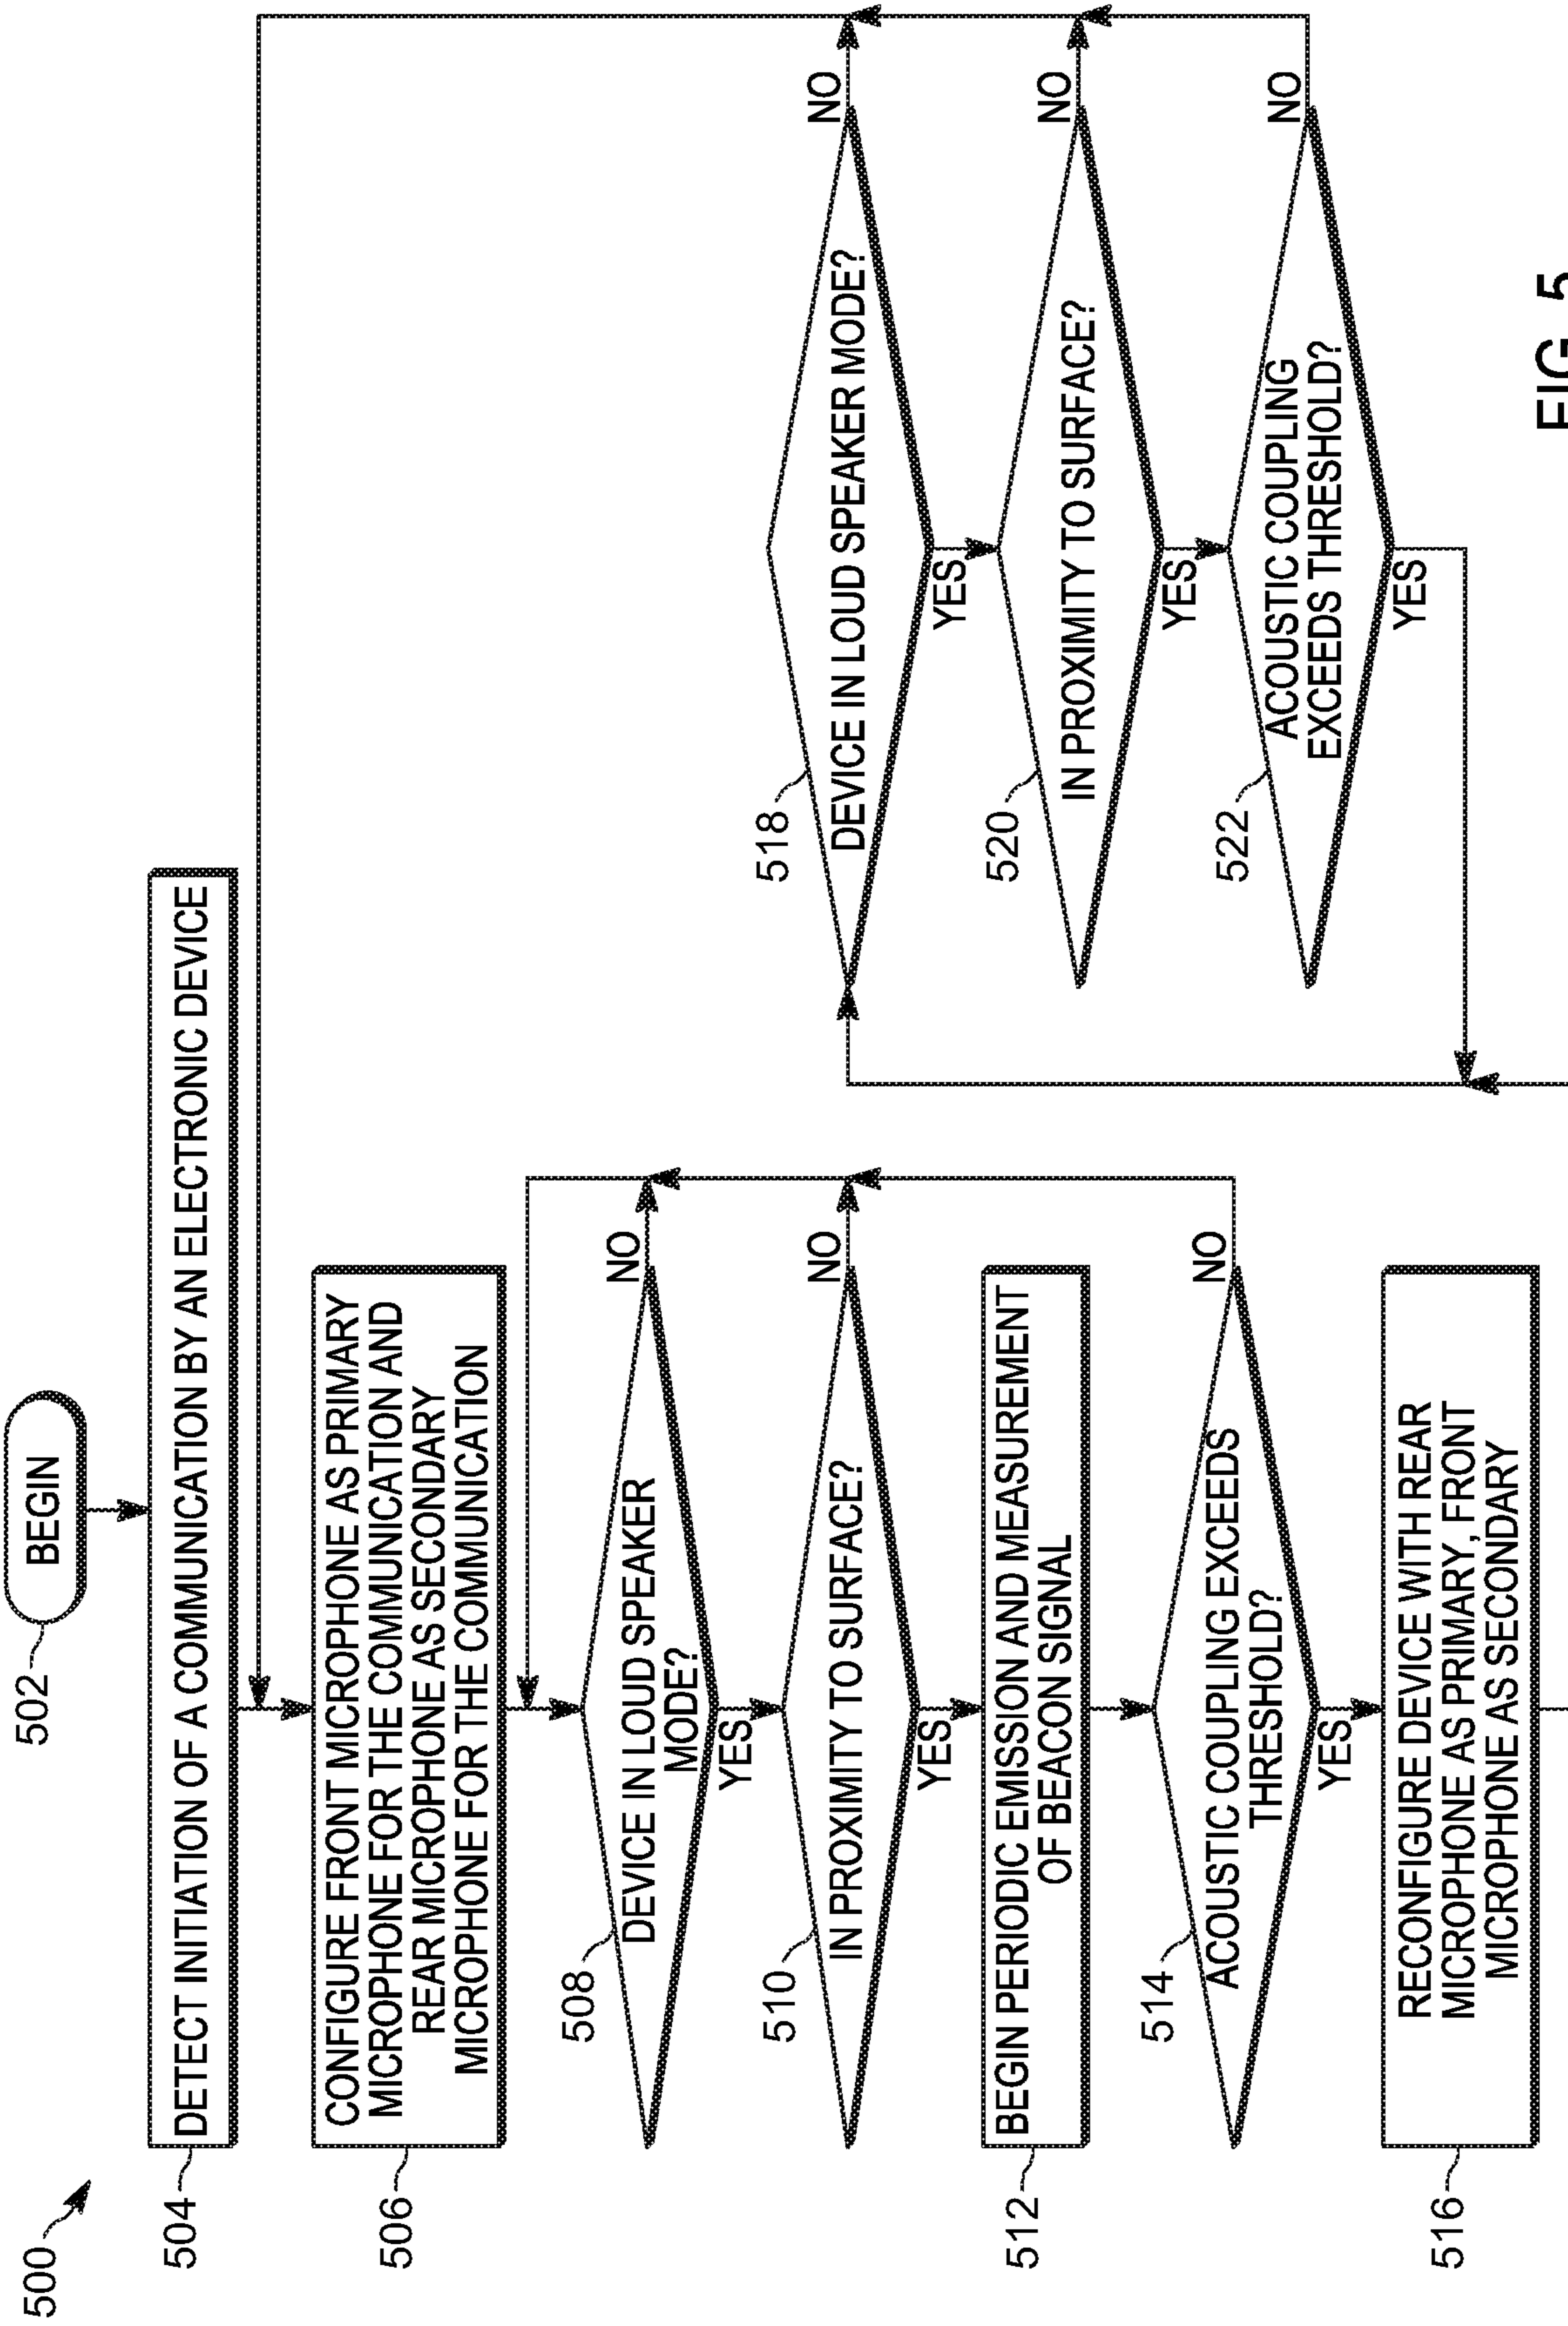 500
502
BEGIN
504
DETECT INITIATION OF A COMMUNICATION BY AN ELECTRONIC DEVICE
506
CONFIGURE FRONT MICROPHONE AS PRIMARY
MICROPHONE FOR THE COMMUNICATION AND
REAR MICROPHONE AS SECONDARY
MICROPHONE FOR THE COMMUNICATION
508
DEVICE IN LOUD SPEAKER
MODE?
NO
YES
510
IN PROXIMITY TO SURFACE?
NO
YES
512
BEGIN PERIODIC EMISSION AND MEASUREMENT
OF BEACON SIGNAL
514
ACOUSTIC COUPLING EXCEEDS
THRESHOLD?
NO
YES
516
RECONFIGURE DEVICE WITH REAR
MICROPHONE AS PRIMARY, FRONT
MICROPHONE AS SECONDARY
518
DEVICE IN LOUD SPEAKER MODE?
NO
YES
520
IN PROXIMITY TO SURFACE?
NO
YES
522
ACOUSTIC COUPLING
EXCEEDS THRESHOLD?
NO
YES
FIG. 5